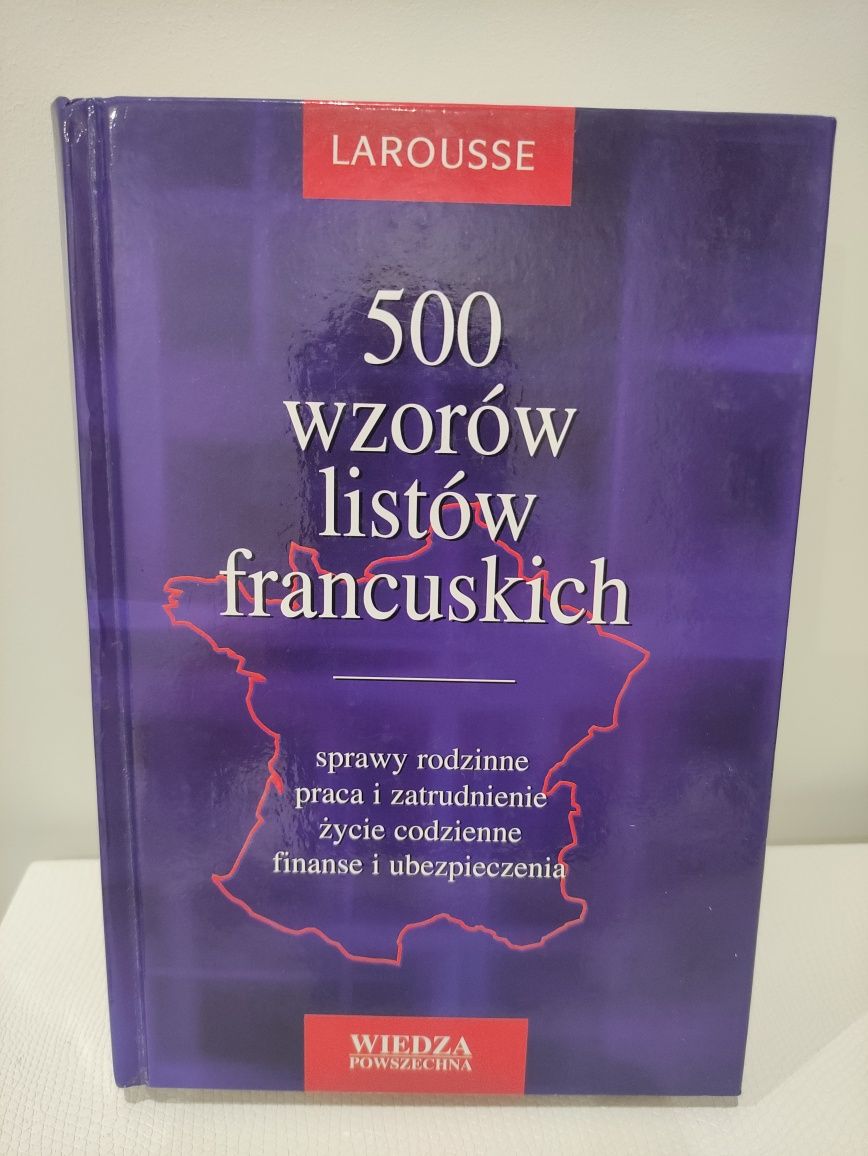 LAROUSSE
500
wzorów
listów
francuskich
sprawy rodzinne
praca i zatrudnienie
życie codzienne
finanse i ubezpieczenia
WIEDZA
POWSZECHNA